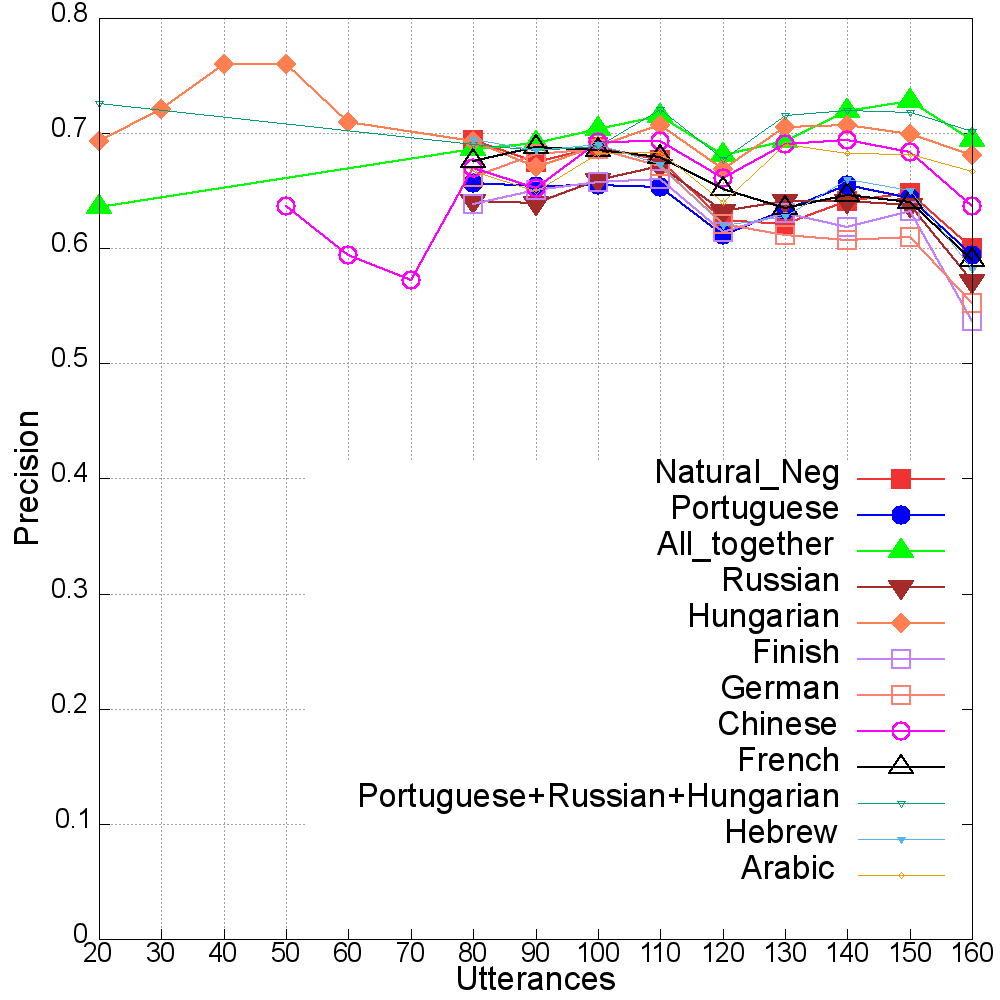 0.8
0.7
0.6
0.5
0.4
0.3
0.2
0.1
0
Precision
Natural_Neg
Portuguese
All_together
Russian
Hungarian
Finish
German
Chinese
French
Portuguese+Russian+Hungarian
Hebrew
Arabic
20 30 40 50 60 70 80 90 100 110 120 130 140 150 160
Utterances